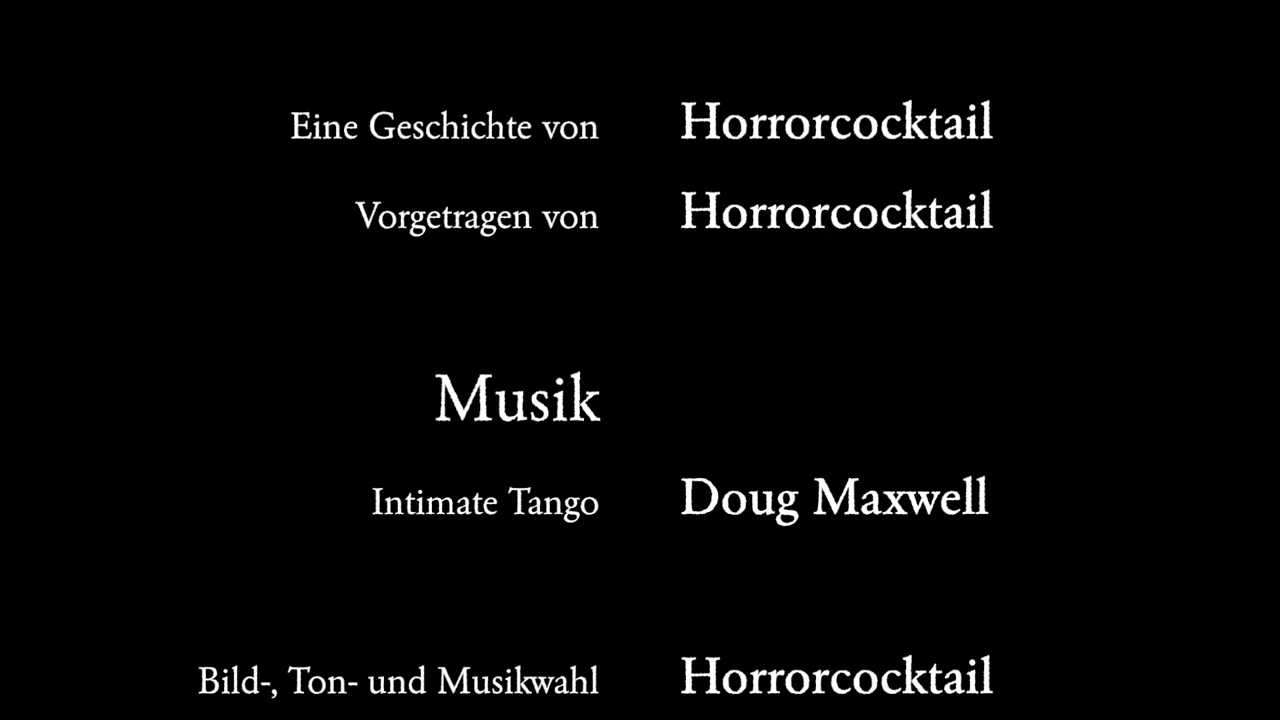 Eine Geschichte von Horrorcocktail
Vorgetragen von Horrorcocktail
Musik
Intimate Tango Doug Maxwell
Bild-, Ton- und Musikwahl Horrorcocktail